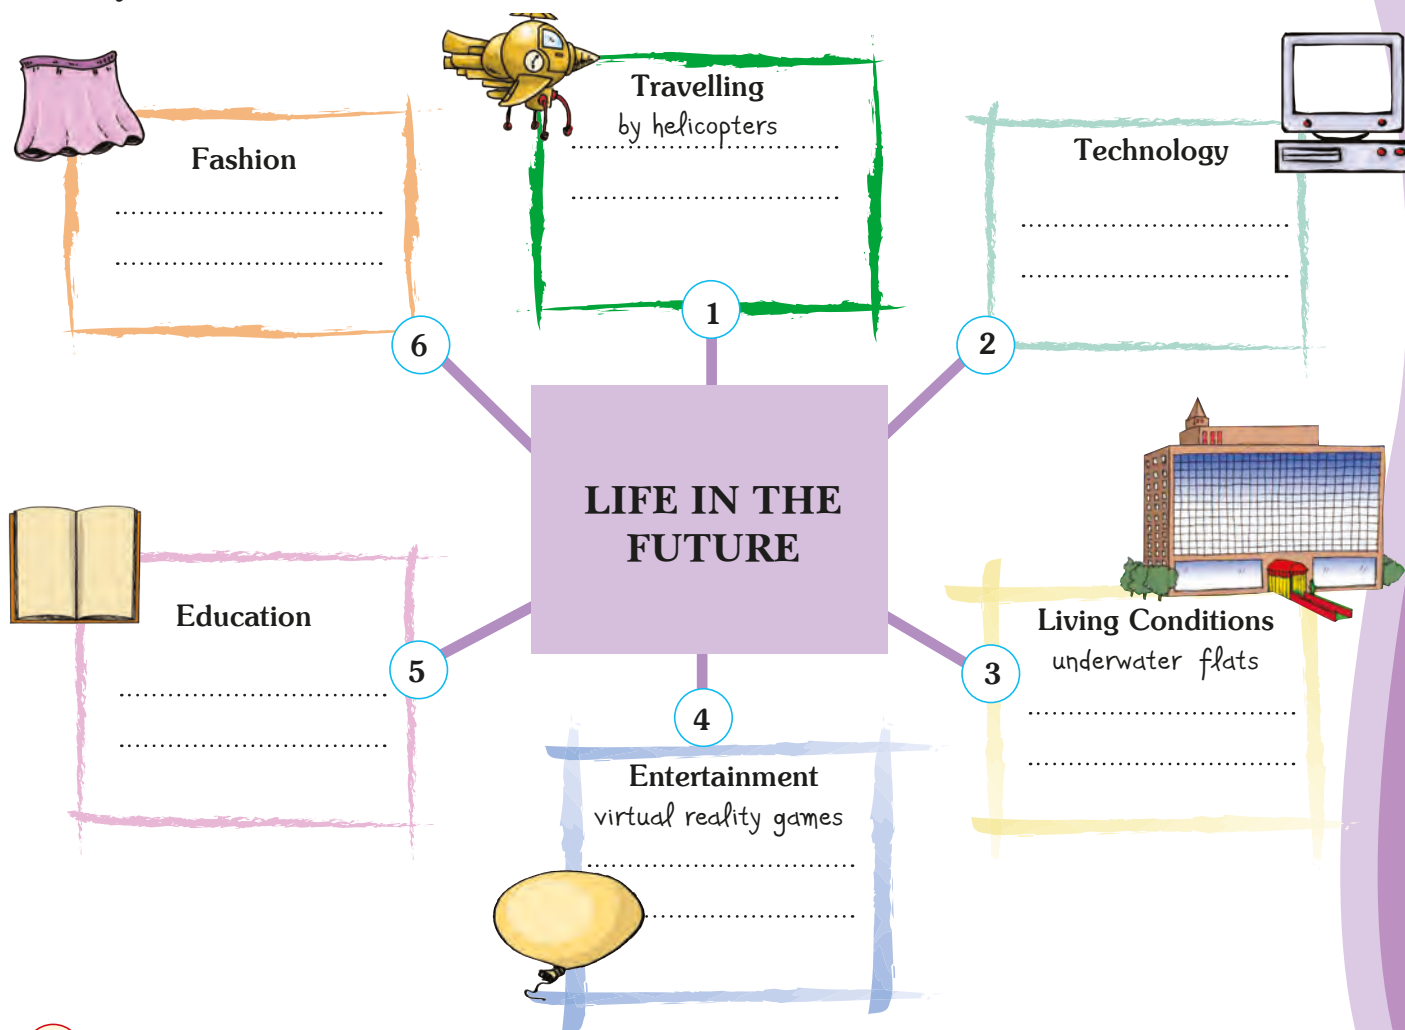 Travelling
by helicopters
1
Technology
2
Living Conditions
underwater flats
3
Entertainment
virtual reality games
4
Education
5
Fashion
6
LIFE IN THE
FUTURE